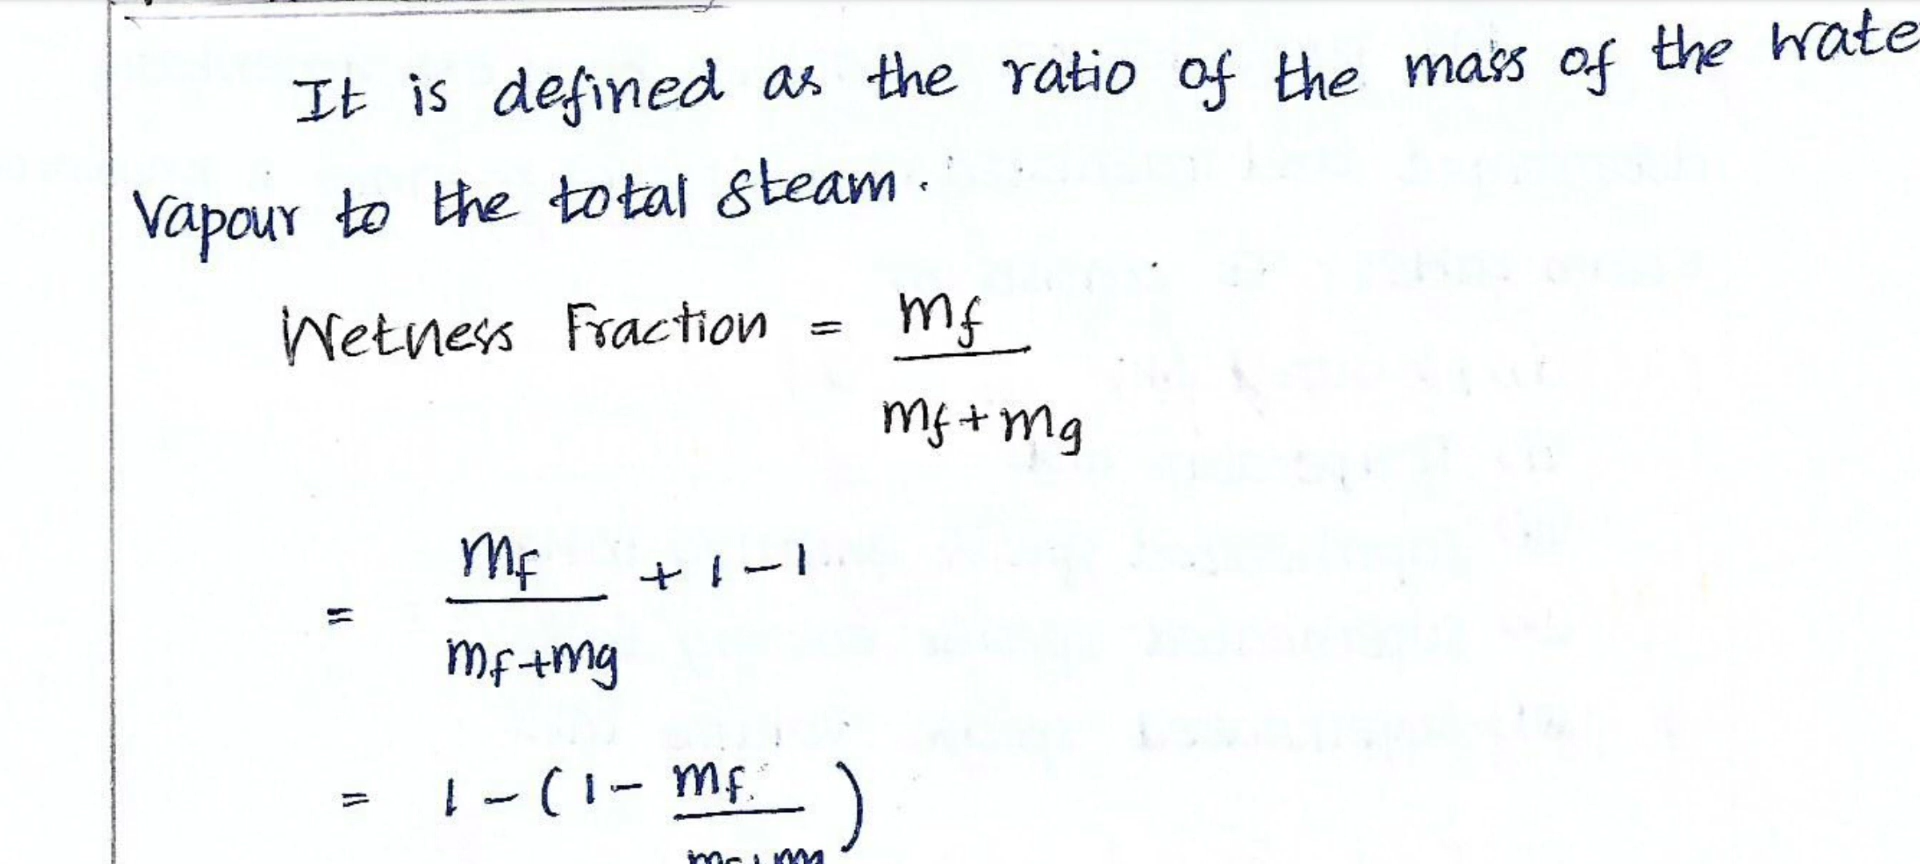 It is defined as the ratio of the mass of the wate
Vapour to the total steam.
Wetness Fraction = mf
mf + mg
= mf + 1 - 1
mf + mg
= 1 - ( 1 - mf )